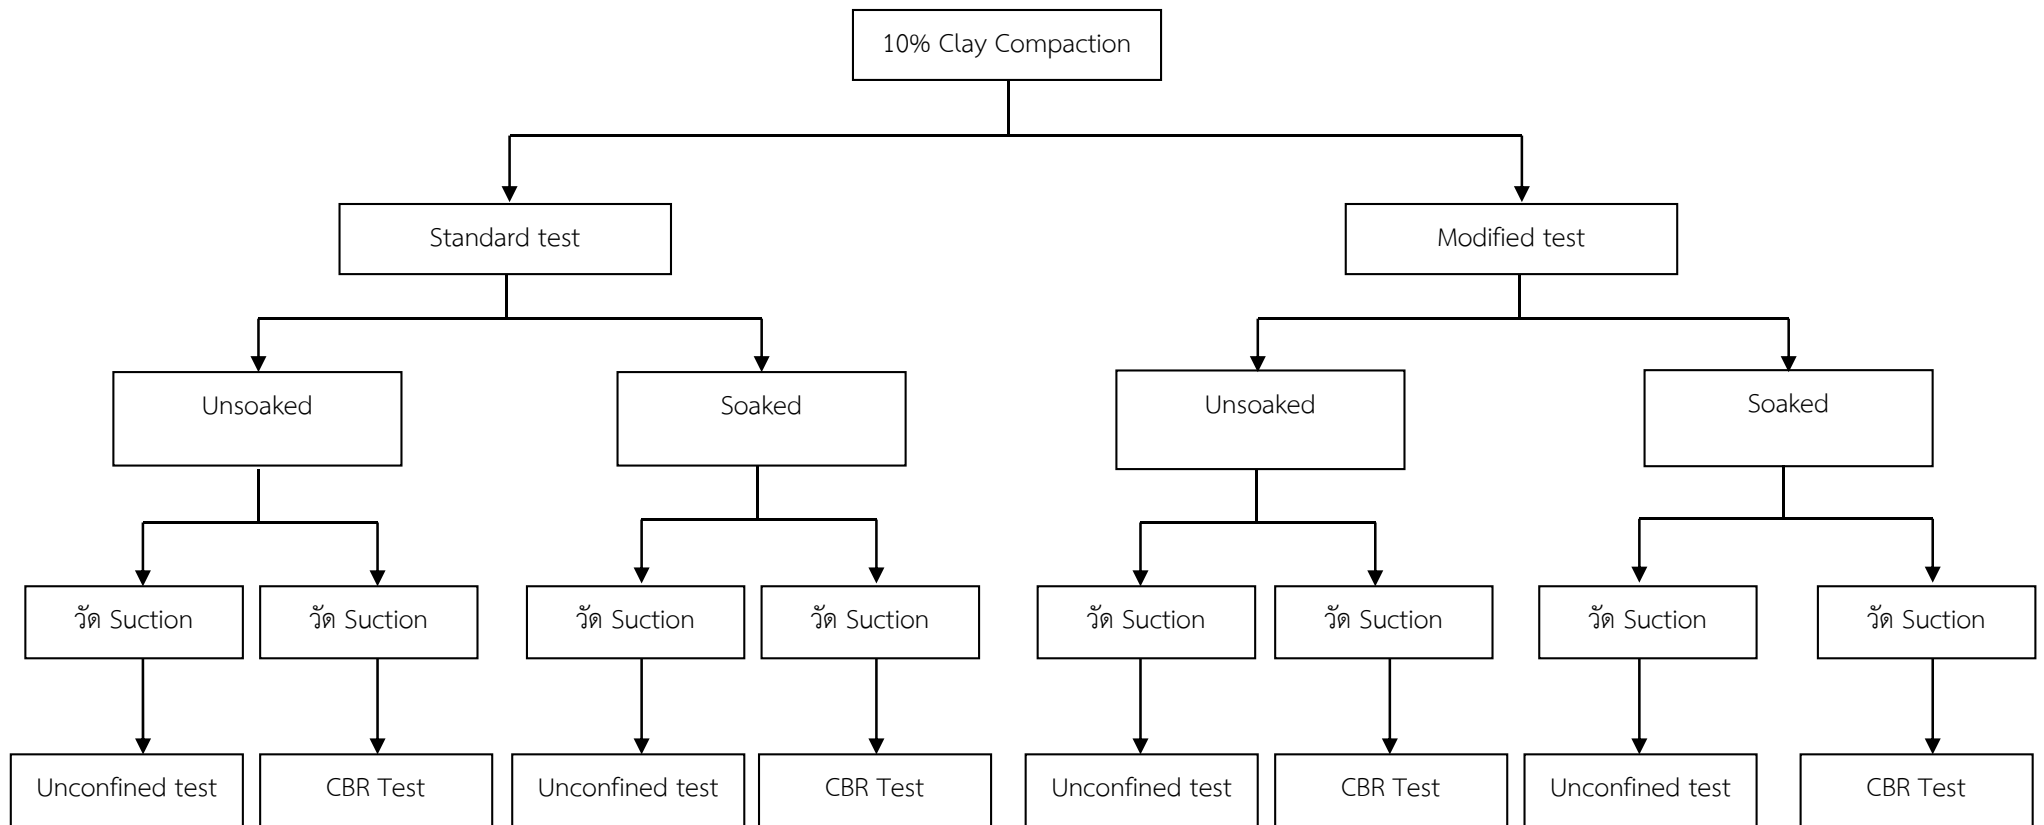 10% Clay Compaction
Standard test
Modified test
Unsoaked
Soaked
Unsoaked
Soaked
วัด Suction
วัด Suction
วัด Suction
วัด Suction
วัด Suction
วัด Suction
วัด Suction
วัด Suction
Unconfined test
CBR Test
Unconfined test
CBR Test
Unconfined test
CBR Test
Unconfined test
CBR Test